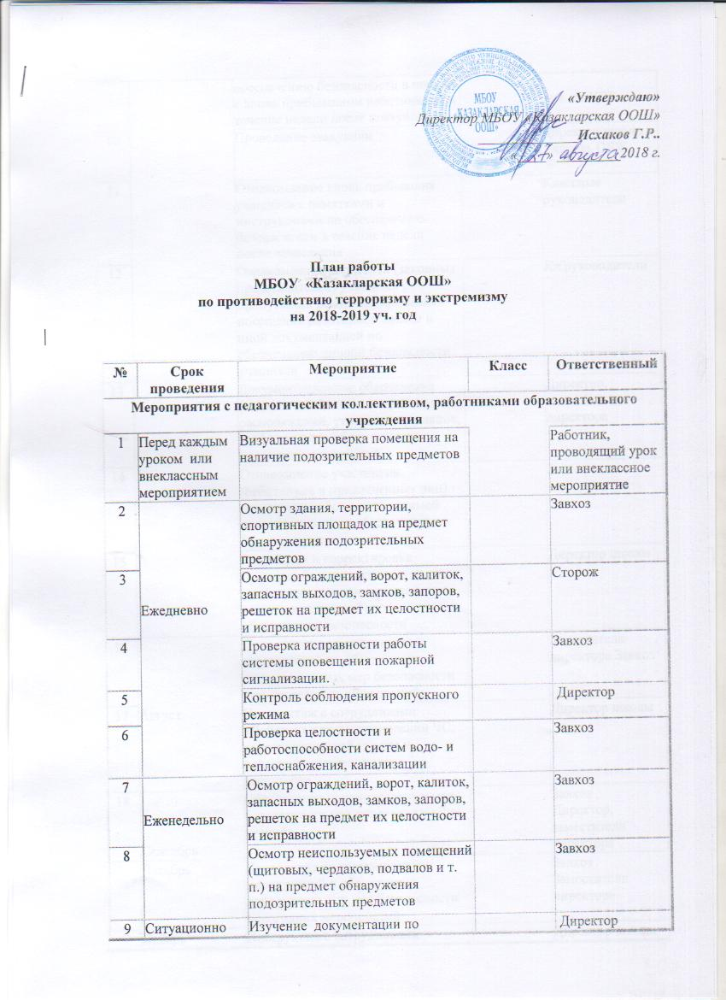 «Утверждаю»
Директор МБОУ «Казакларская ООШ»
Исхаков Г.Р..
«27» августа 2018 г.
МБОУ
«КАЗАКЛАРСКАЯ
ООШ»
План работы
МБОУ «Казакларская ООШ»
по противодействию терроризму и экстремизму
на 2018-2019 уч. год
№ Срок проведения Мероприятие Класс Ответственный
Мероприятия с педагогическим коллективом, работниками образовательного
учреждения
1 Перед каждым Визуальная проверка помещения на Работник,
уроком или наличие подозрительных предметов проводящий урок
внеклассным или внеклассное
мероприятием мероприятие
2 Осмотр здания, территории, Завхоз
спортивных площадок на предмет
обнаружения подозрительных
предметов
3 Осмотр ограждений, ворот, калиток, Сторож
запасных выходов, замков, запоров,
Ежедневно решеток на предмет их целостности
и исправности
4 Проверка исправности работы Завхоз
системы оповещения пожарной
сигнализации. .
5 Контроль соблюдения пропускного Директор
режима
6 Проверка целостности и Завхоз
работоспособности систем водо- и
теплоснабжения, канализации
7 Осмотр ограждений, ворот, калиток, Завхоз
запасных выходов, замков, запоров,
Еженедельно решеток на предмет их целостности
и исправности
8 Осмотр неиспользуемых помещений Завхоз
(щитовых, чердаков, подвалов и т.
п.) на предмет обнаружения
подозрительных предметов
9 Ситуационно Изучение документации по Директор